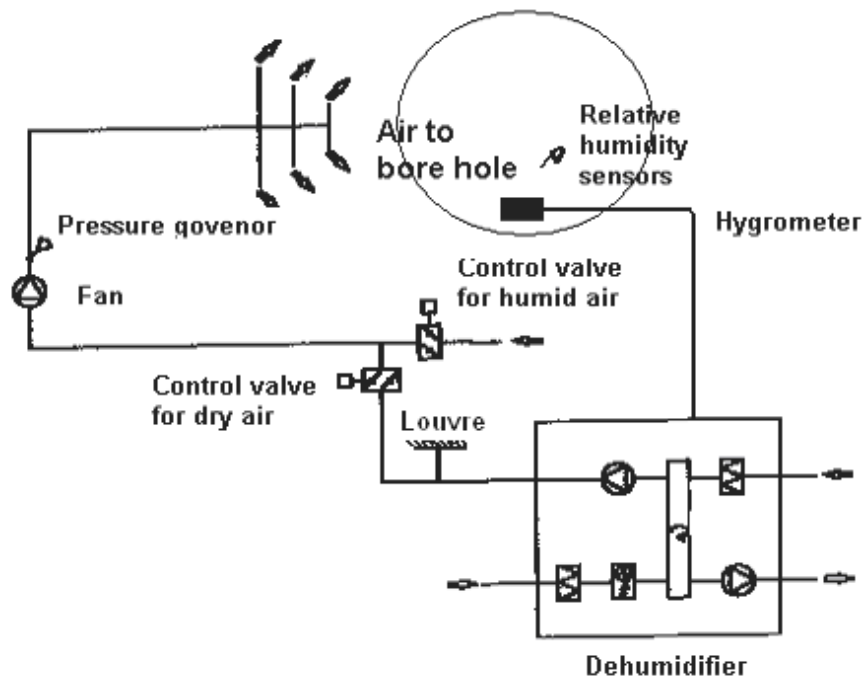 Air to
bore hole
Relative
humidity
sensors
Pressure govenor
Hygrometer
Fan
Control valve
for humid air
Control valve
for dry air
Louvre
Dehumidifier